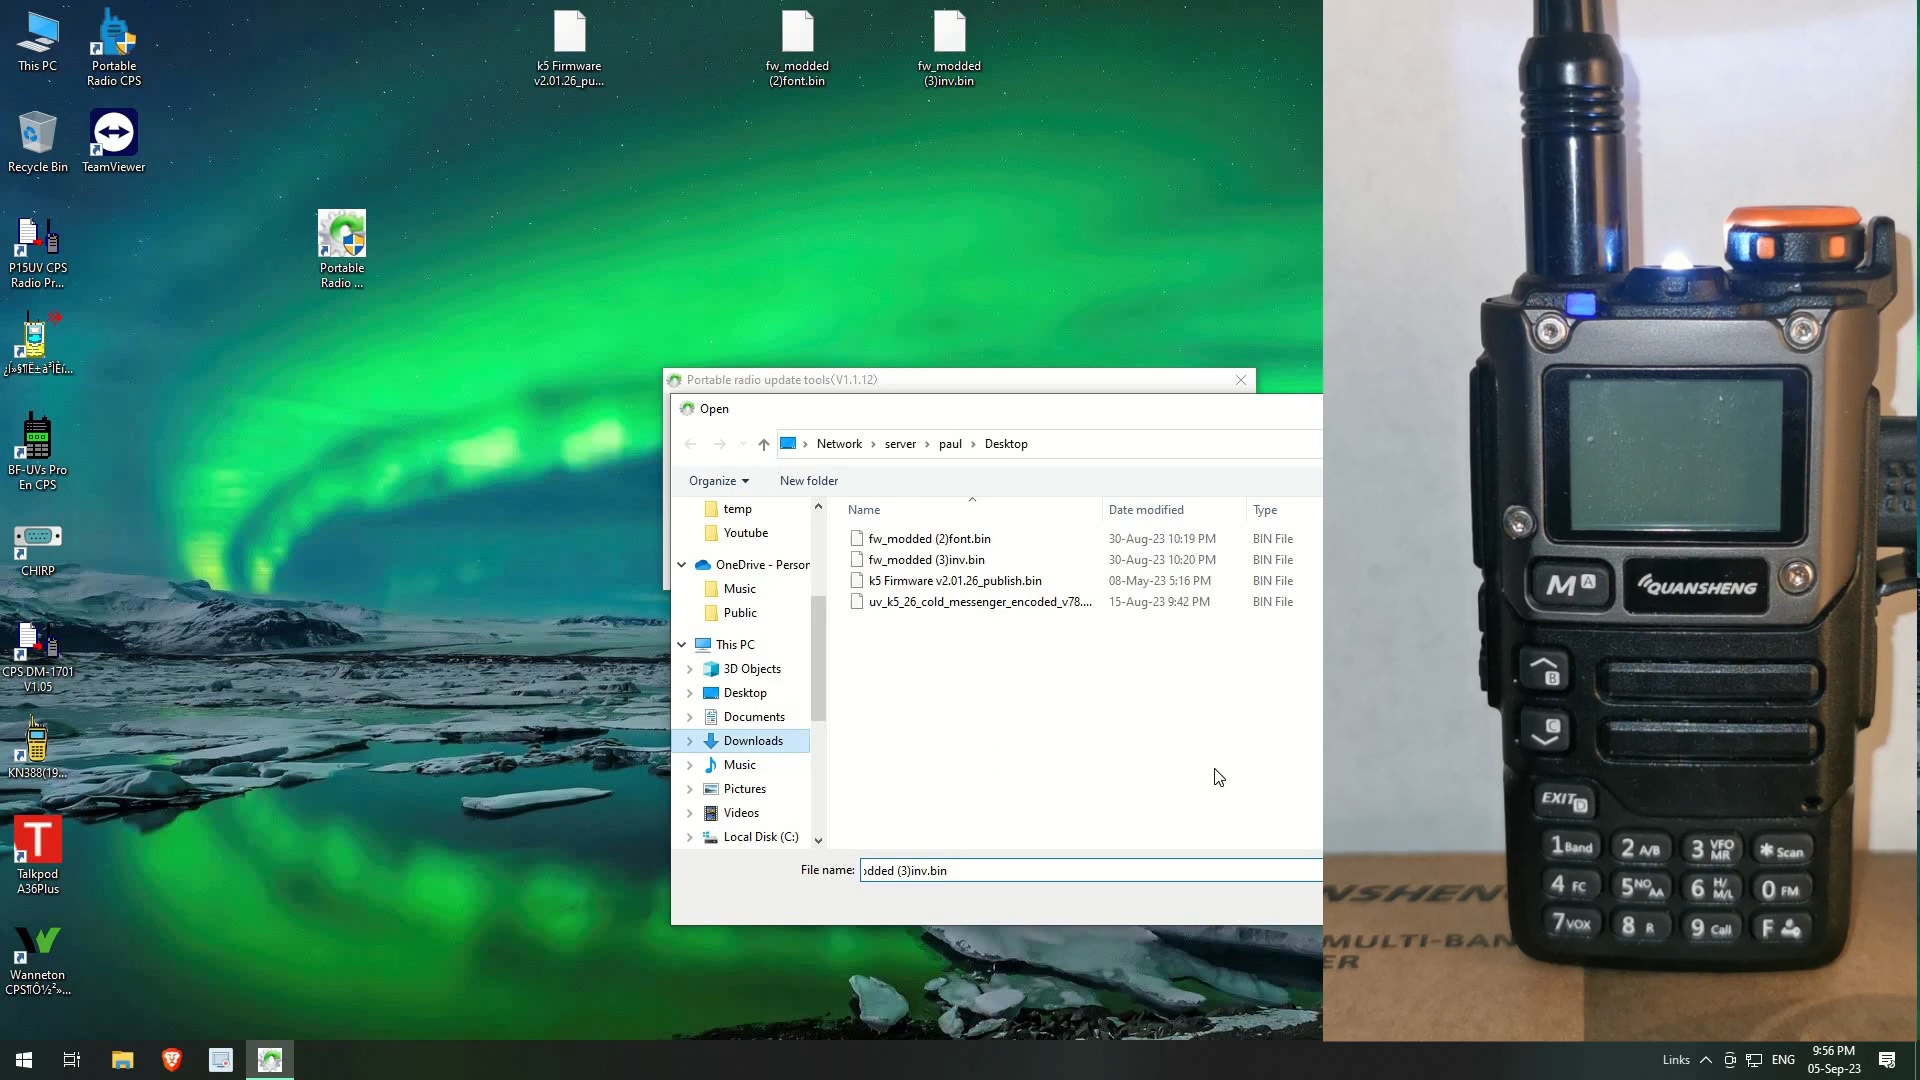 This PC
Portable
Radio CPS
k5 Firmware
v2.01.26_pu...
fw_modded
(2)font.bin
fw_modded
(3)inv.bin
Recycle Bin
TeamViewer
P15UV CPS
Radio Pr...
Portable
Radio ...
BF-UVs Pro
En CPS
CHIRP
CPS DM-1701
V1.05
KN388(19...
T
Talkpod
A36Plus
Wanneton
Portable radio update tools(V1.1.12)
Open
Network > server > paul > Desktop
Organize
New folder
temp
Youtube
OneDrive - Person
Music
Public
This PC
3D Objects
Desktop
Documents
Downloads
Music
Pictures
Videos
Local Disk (C:)
Name
Date modified
Type
fw_modded (2)font.bin
30-Aug-23 10:19 PM
BIN File
fw_modded (3)inv.bin
30-Aug-23 10:20 PM
BIN File
k5 Firmware v2.01.26_publish.bin
08-May-23 5:16 PM
BIN File
uv_k5_26_cold_messenger_encoded_v78....
15-Aug-23 9:42 PM
BIN File
File name:
dded (3)inv.bin
M A
QUANSHENG
B
C
EXIT D
1 Band
2 A/B
3 VFO MR
* Scan
4 FC
5 NOAA
6 H/M/L
0 FM
7 VOX
8 R
9 Call
F
NSHEN
MULTI-BAN
ER
Links
ENG
9:56 PM
05-Sep-23